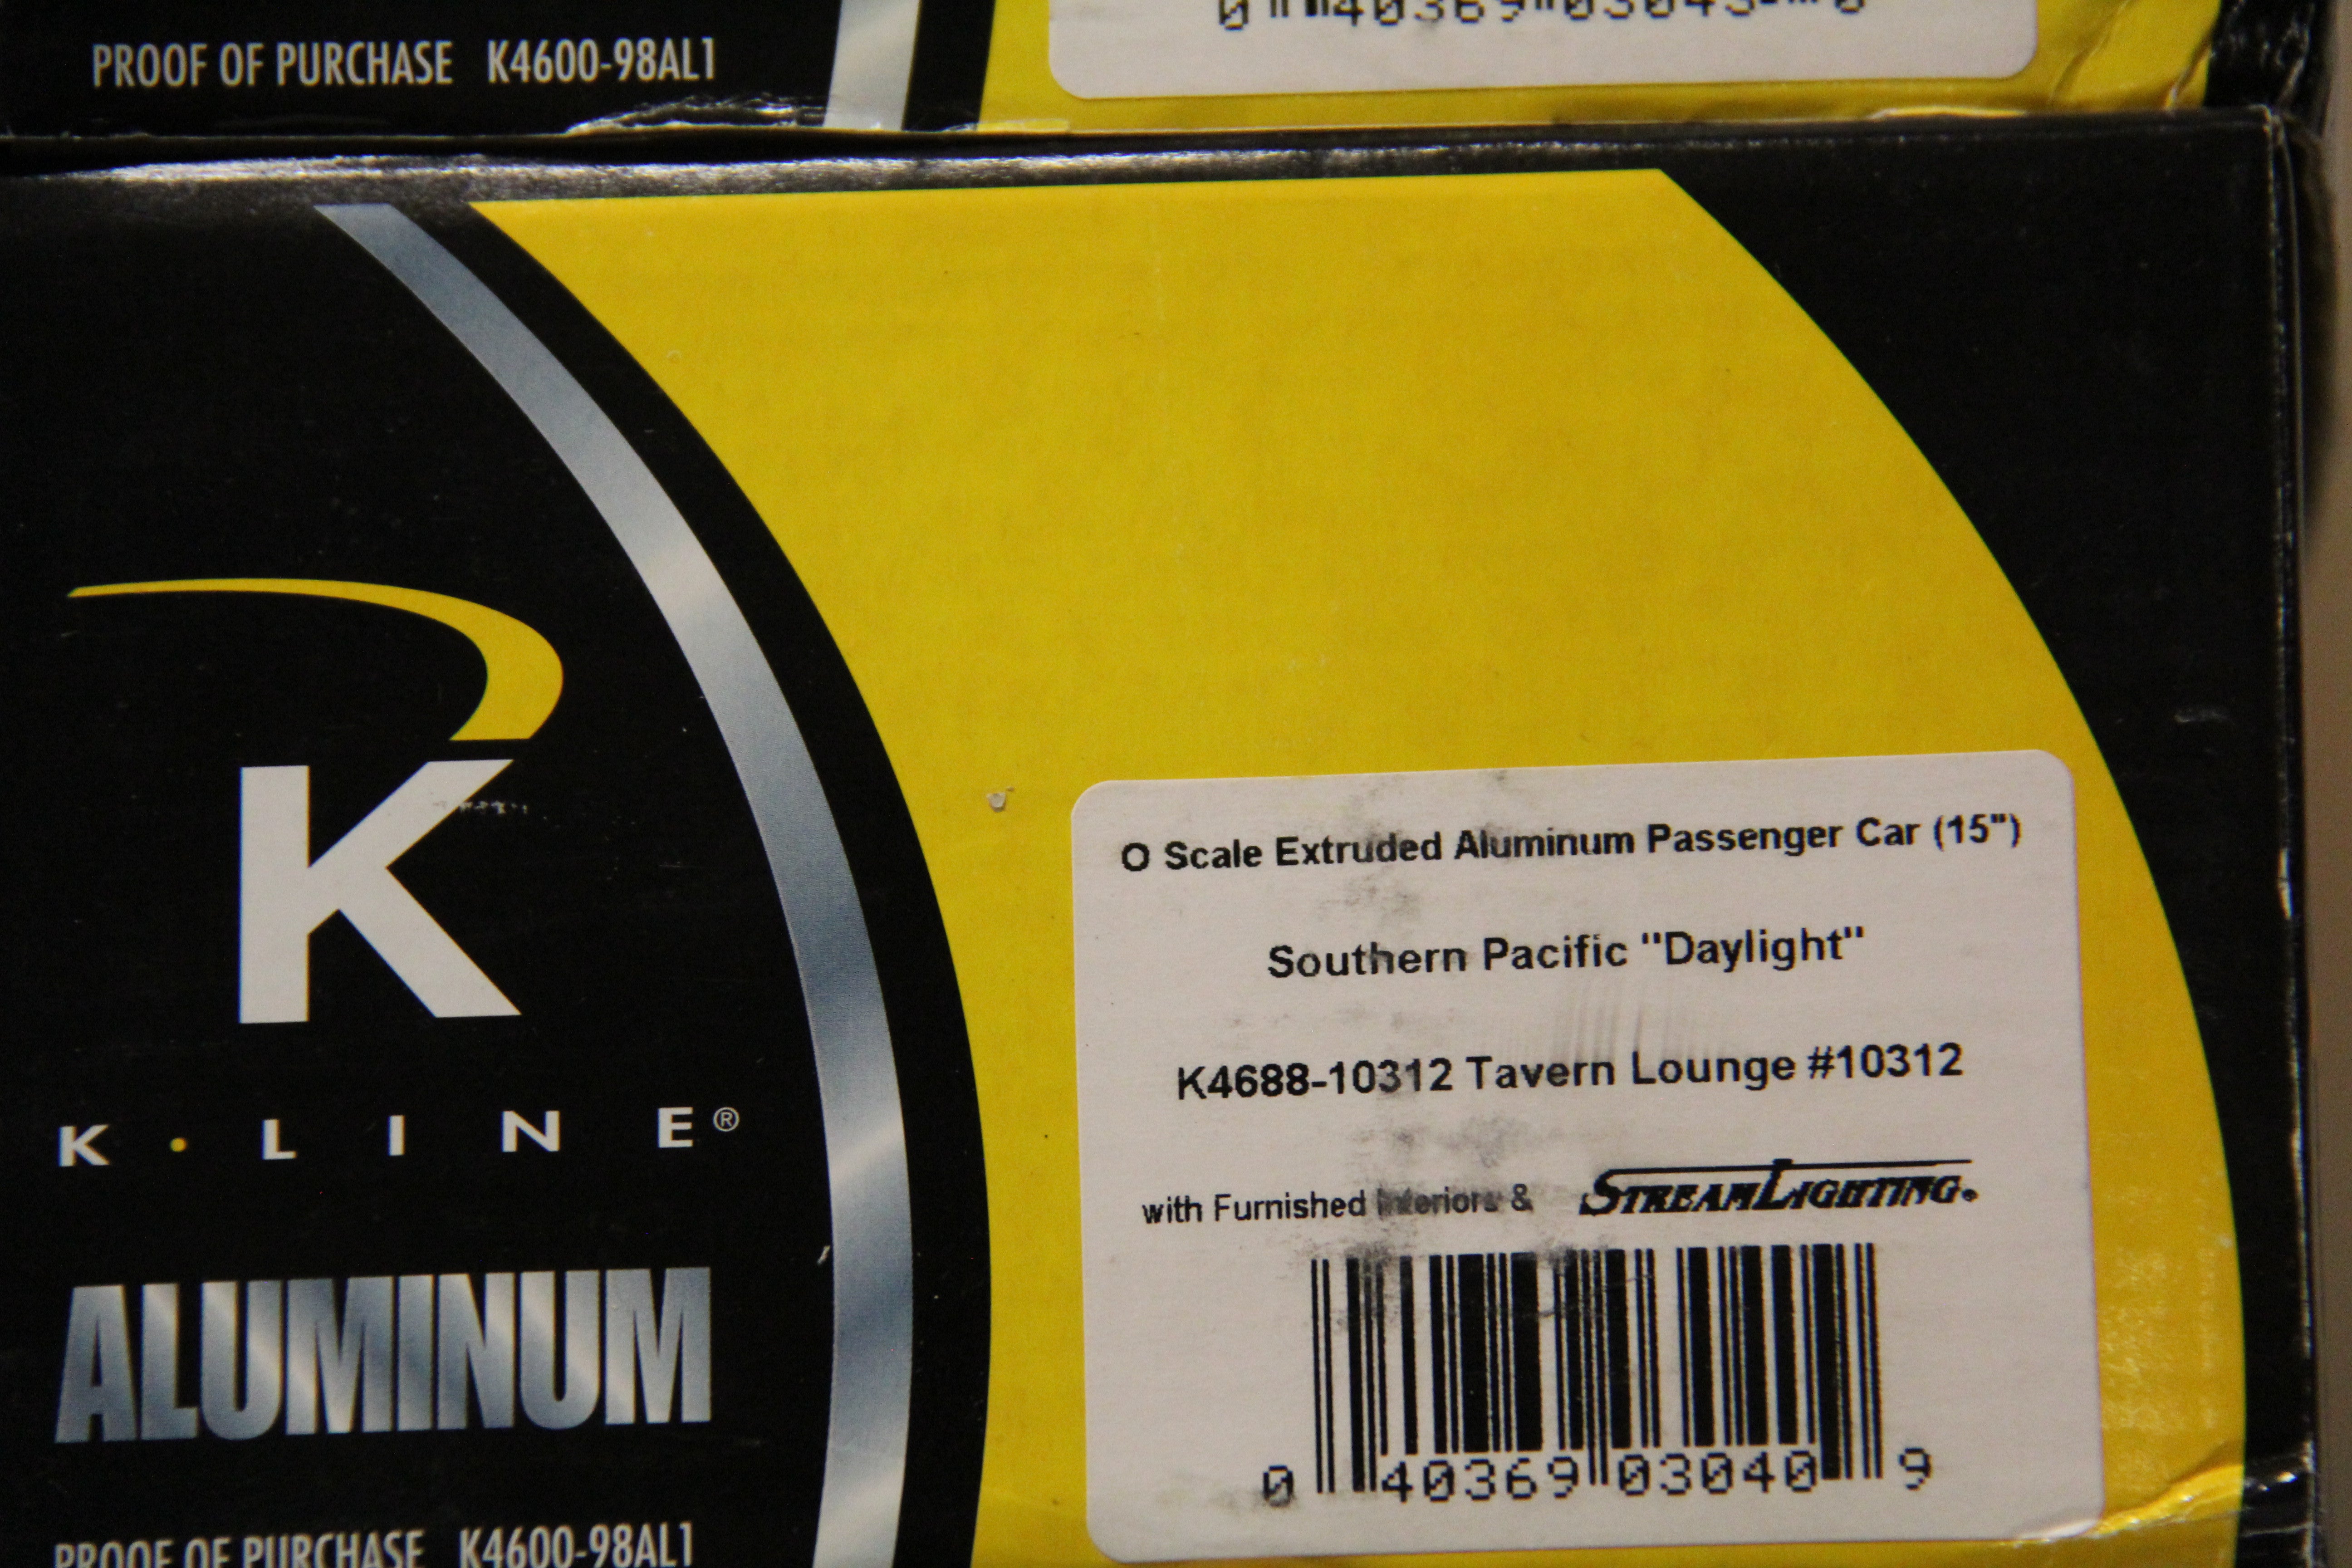 PROOF OF PURCHASE K4600-98AL1
K
K·LINE®
ALUMINUM
PROOF OF PURCHASE K4600-98AL1
O Scale Extruded Aluminum Passenger Car (15")
Southern Pacific "Daylight"
K4688-10312 Tavern Lounge #10312
with Furnished Interiors & STREAMLIGHTING®
0 40369 03040 9